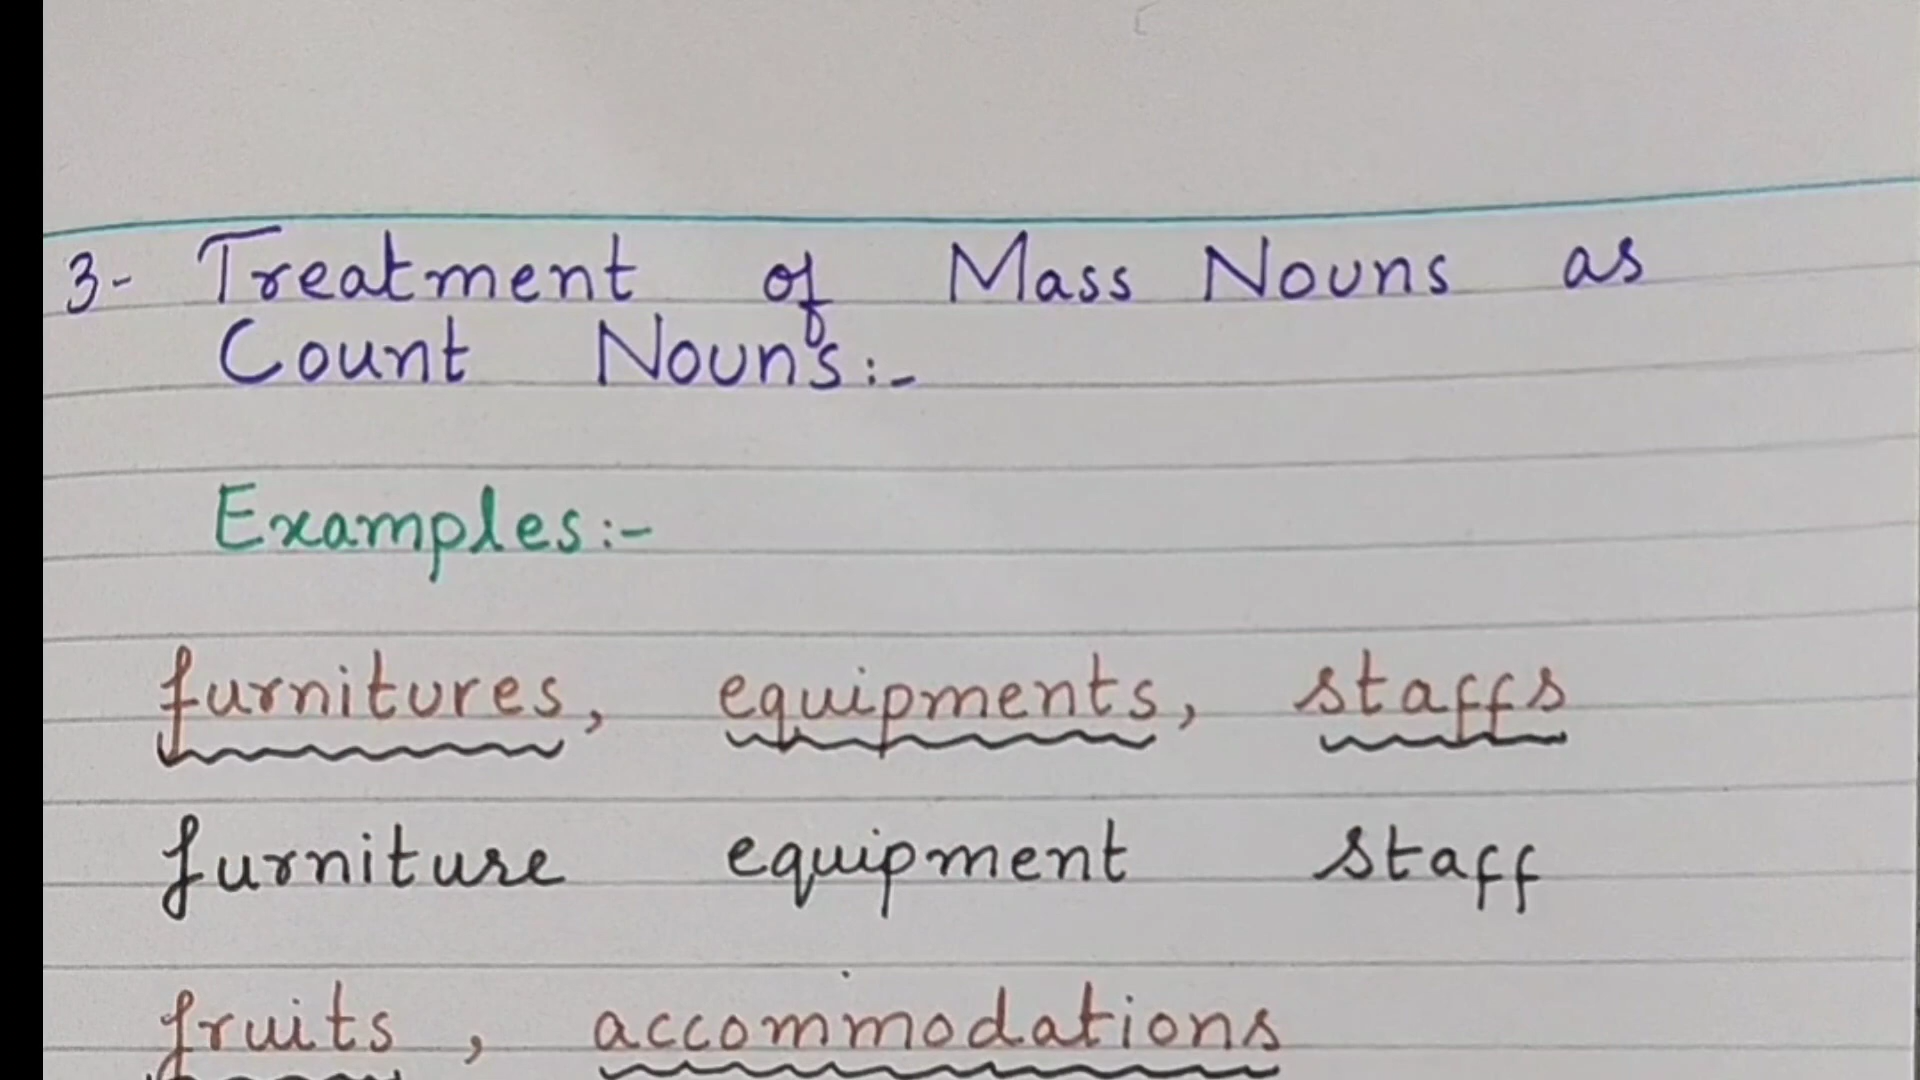 3- Treatment of Mass Nouns as
Count Nouns:-
Examples:-
furnitures, equipments, staffs
furniture equipment staff
fruits, accommodations